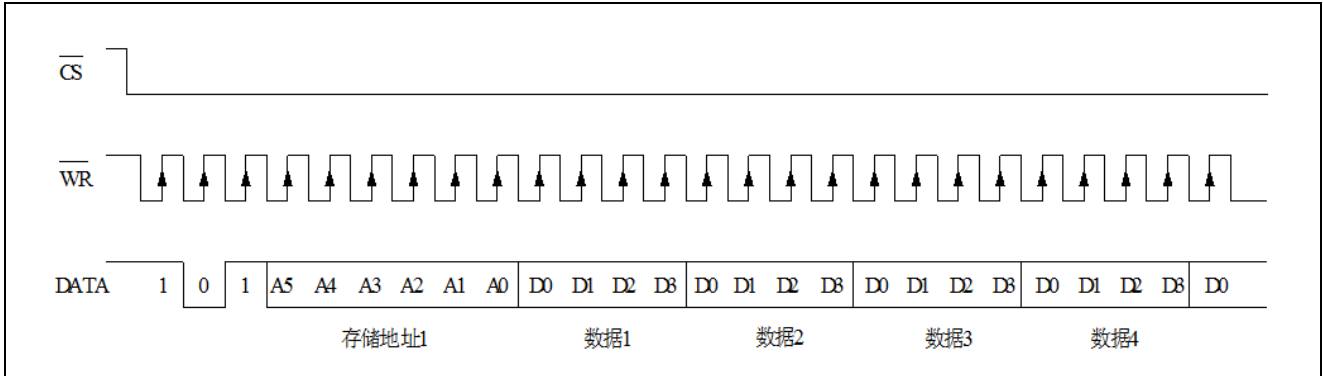 CS
WR
DATA 1 0 1 A5 A4 A3 A2 A1 A0 D0 D1 D2 D3 D0 D1 D2 D3 D0 D1 D2 D3 D0 D1 D2 D3 D0
存储地址1 数据1 数据2 数据3 数据4